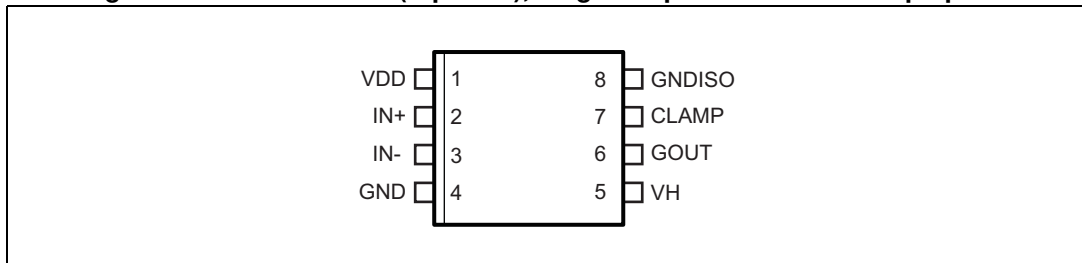 VDD 1 8 GNDISO
IN+ 2 7 CLAMP
IN- 3 6 GOUT
GND 4 5 VH